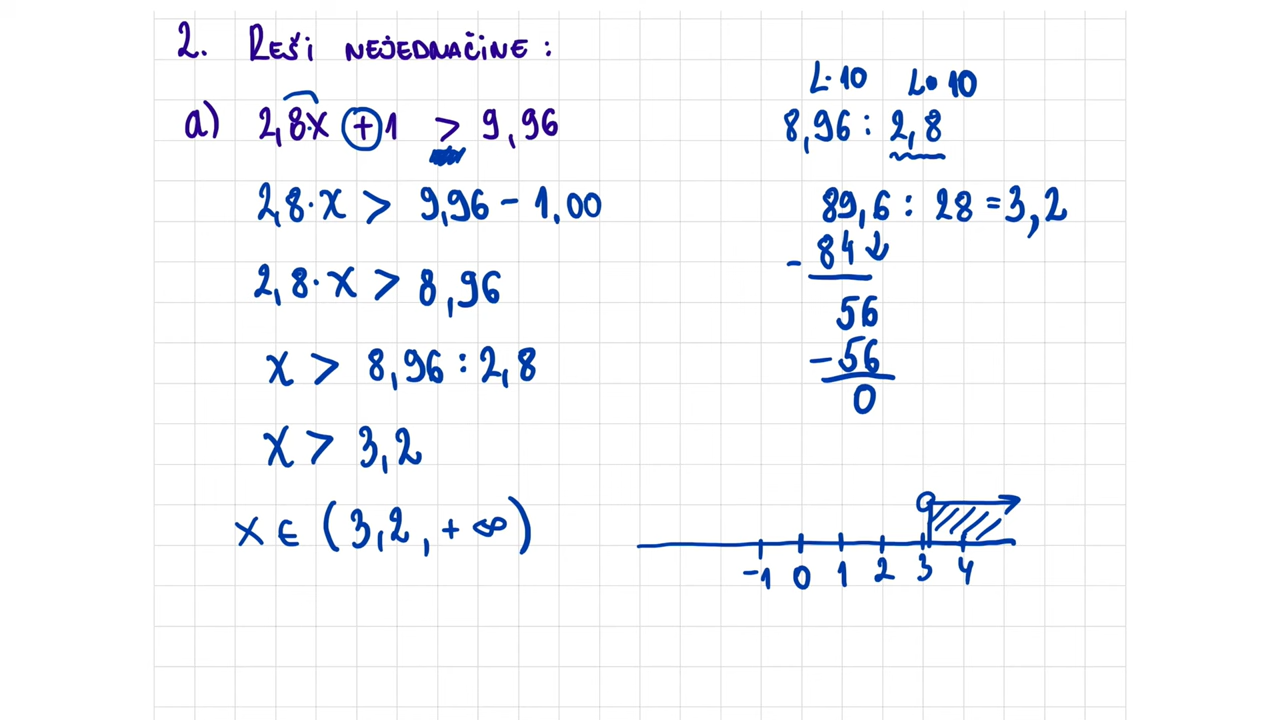 2. Reši nejednačine:
a) 2,8·x + 1 > 9,96
2,8·x > 9,96 - 1,00
2,8·x > 8,96
x > 8,96 : 2,8
x > 3,2
x ∈ (3,2, +∞)
L·10 L·10
8,96 : 2,8
89,6 : 28 = 3,2
- 84↓
56
- 56
0
-1 0 1 2 3 4